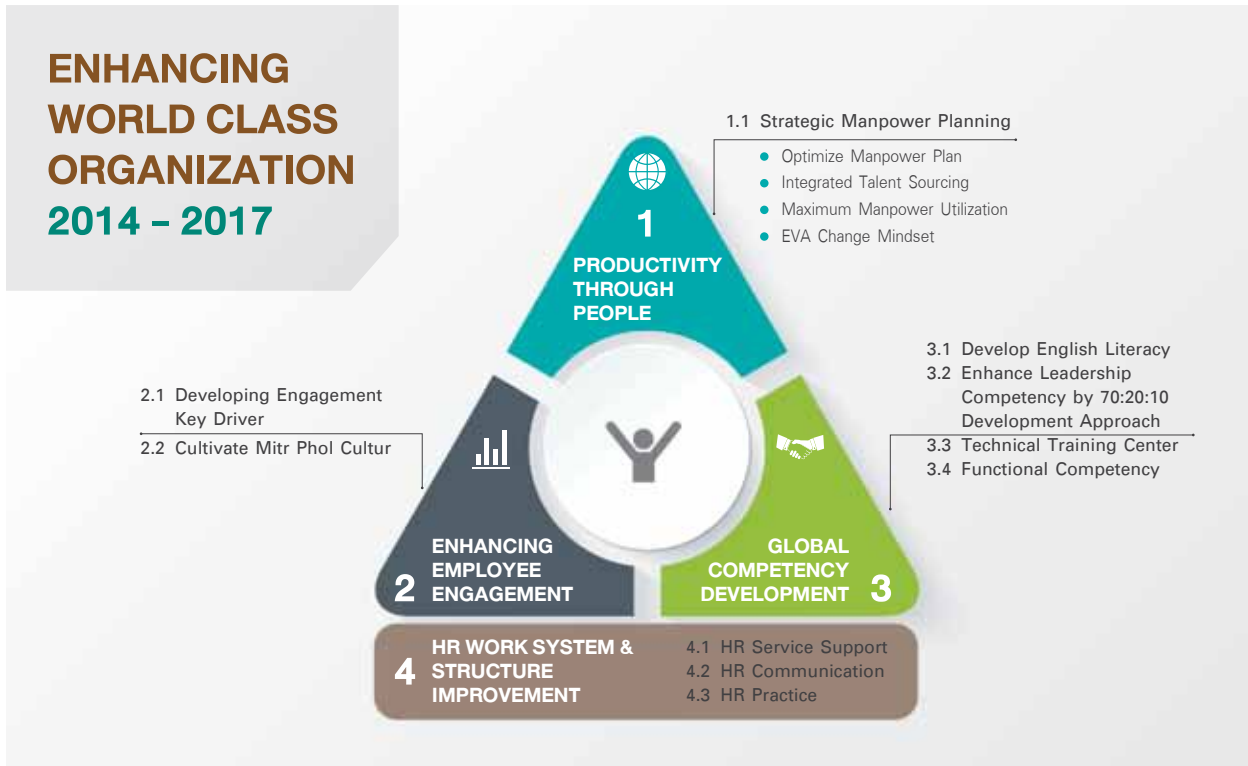 ENHANCING
WORLD CLASS
ORGANIZATION
2014 – 2017
1.1 Strategic Manpower Planning
• Optimize Manpower Plan
• Integrated Talent Sourcing
• Maximum Manpower Utilization
• EVA Change Mindset
1
PRODUCTIVITY
THROUGH
PEOPLE
2.1 Developing Engagement
Key Driver
2.2 Cultivate Mitr Phol Cultur
3.1 Develop English Literacy
3.2 Enhance Leadership
Competency by 70:20:10
Development Approach
3.3 Technical Training Center
3.4 Functional Competency
2
ENHANCING
EMPLOYEE
ENGAGEMENT
GLOBAL
COMPETENCY
DEVELOPMENT
3
4
HR WORK SYSTEM &
STRUCTURE
IMPROVEMENT
4.1 HR Service Support
4.2 HR Communication
4.3 HR Practice